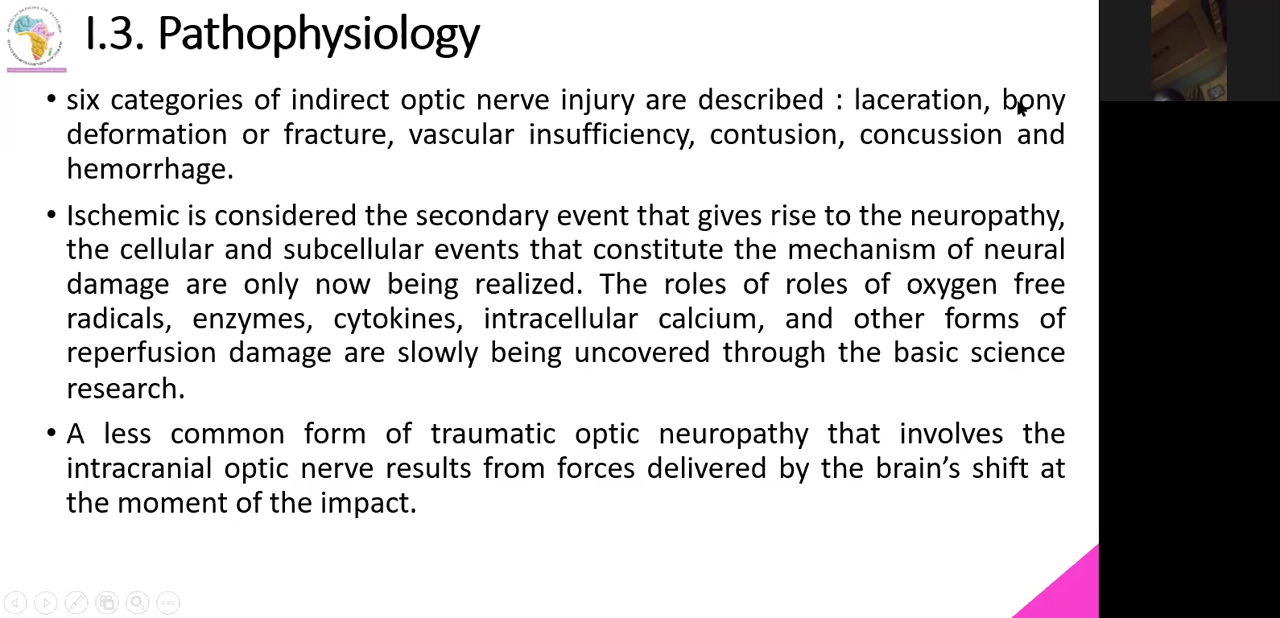 I.3. Pathophysiology
• six categories of indirect optic nerve injury are described : laceration, bony
deformation or fracture, vascular insufficiency, contusion, concussion and
hemorrhage.
• Ischemic is considered the secondary event that gives rise to the neuropathy,
the cellular and subcellular events that constitute the mechanism of neural
damage are only now being realized. The roles of roles of oxygen free
radicals, enzymes, cytokines, intracellular calcium, and other forms of
reperfusion damage are slowly being uncovered through the basic science
research.
• A less common form of traumatic optic neuropathy that involves the
intracranial optic nerve results from forces delivered by the brain’s shift at
the moment of the impact.